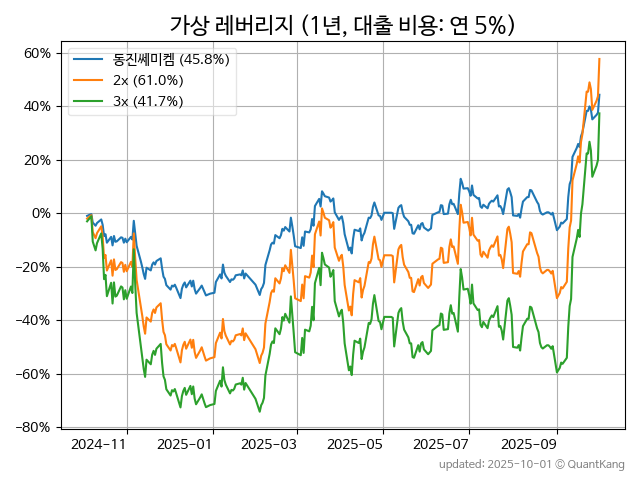 가상 레버리지 (1년, 대출 비용: 연 5%)
동진쎄미켐 (45.8%)
2x (61.0%)
3x (41.7%)
60%
40%
20%
0%
−20%
−40%
−60%
−80%
2024-11
2025-01
2025-03
2025-05
2025-07
2025-09
updated: 2025-10-01 © QuantKang